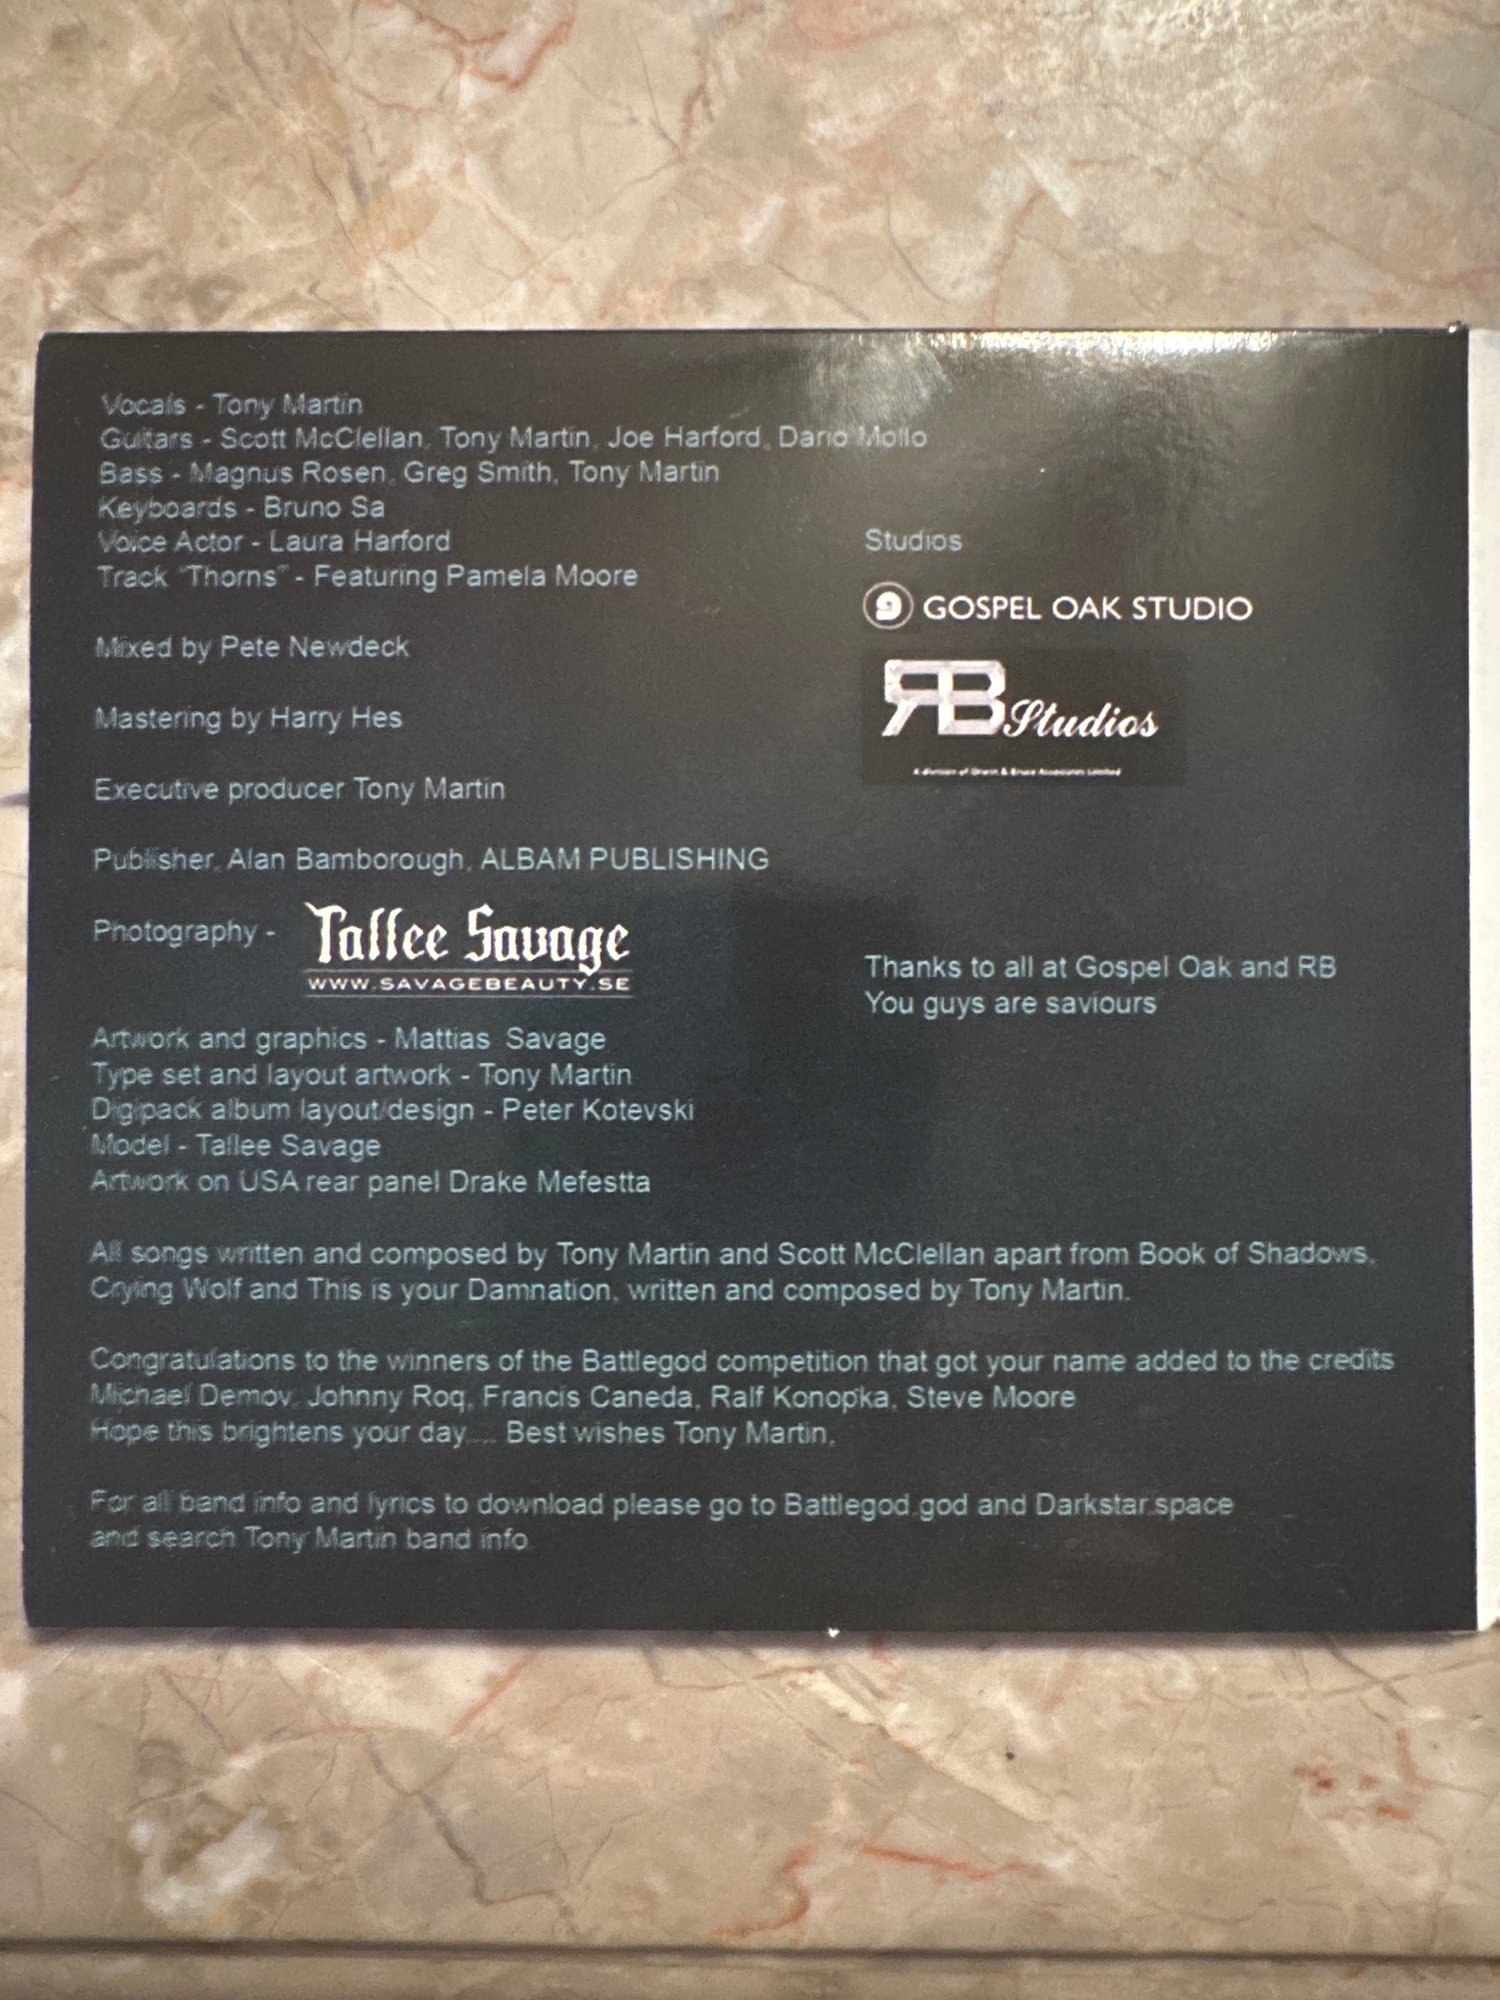 Vocals - Tony Martin
Guitars - Scott McClellan, Tony Martin, Joe Harford, Dario Mollo
Bass - Magnus Rosen, Greg Smith, Tony Martin
Keyboards - Bruno Sa
Voice Actor - Laura Harford
Track "Thorns" - Featuring Pamela Moore
Mixed by Pete Newdeck
Mastering by Harry Hes
Executive producer Tony Martin
Publisher, Alan Bamborough, ALBAM PUBLISHING
Photography - Tallee Savage
WWW.SAVAGEBEAUTY.SE
Artwork and graphics - Mattias Savage
Type set and layout artwork - Tony Martin
Digipack album layout/design - Peter Kotevski
Model - Tallee Savage
Artwork on USA rear panel Drake Mefestta
Studios
9 GOSPEL OAK STUDIO
RB Studios
A division of & Bruce Associates Limited
Thanks to all at Gospel Oak and RB
You guys are saviours
All songs written and composed by Tony Martin and Scott McClellan apart from Book of Shadows,
Crying Wolf and This is your Damnation, written and composed by Tony Martin.
Congratulations to the winners of the Battlegod competition that got your name added to the credits
Michael Demov, Johnny Roq, Francis Caneda, Ralf Konopka, Steve Moore
Hope this brightens your day.... Best wishes Tony Martin.
For all band info and lyrics to download please go to Battlegod.god and Darkstar.space
and search Tony Martin band info